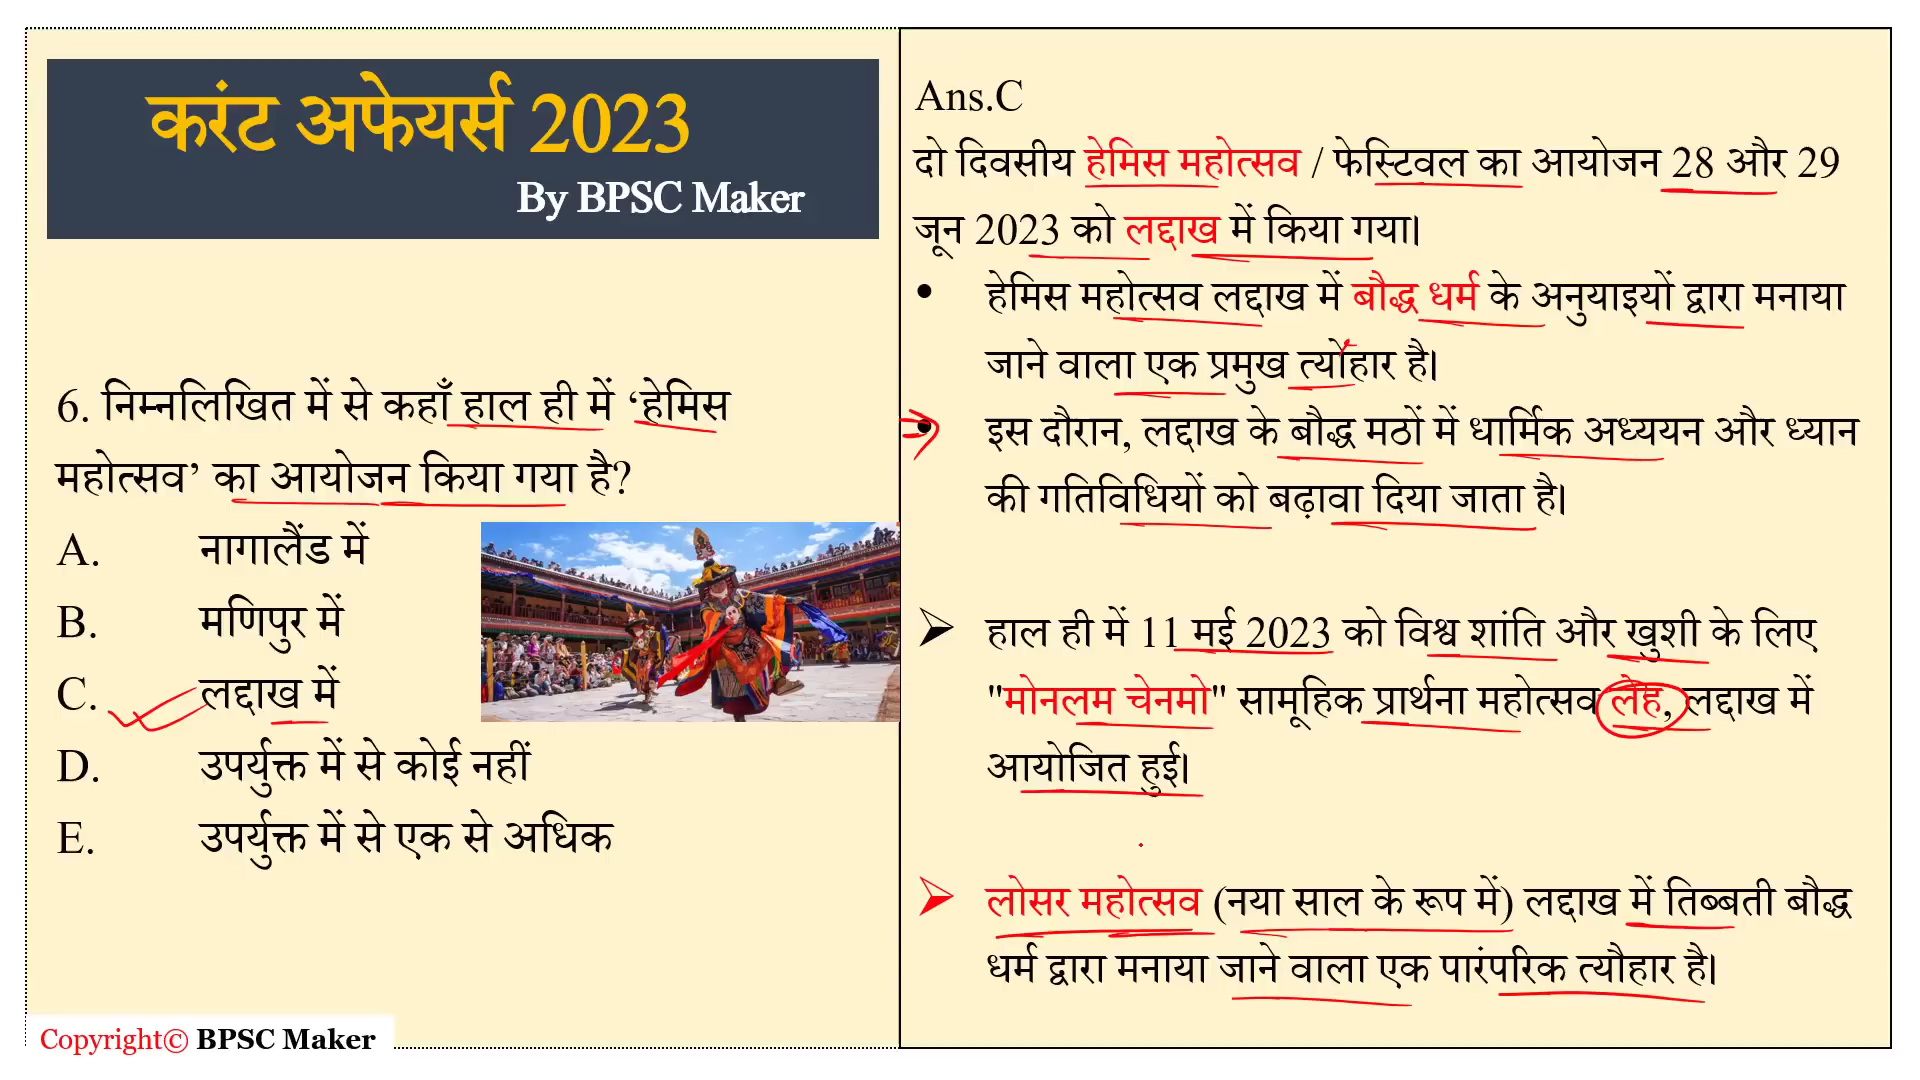 करंट अफेयर्स 2023
By BPSC Maker
6. निम्नलिखित में से कहाँ हाल ही में ‘हेमिस
महोत्सव’ का आयोजन किया गया है?
A. नागालैंड में
B. मणिपुर में
C. लद्दाख में
D. उपर्युक्त में से कोई नहीं
E. उपर्युक्त में से एक से अधिक
Copyright© BPSC Maker
Ans.C
दो दिवसीय हेमिस महोत्सव / फेस्टिवल का आयोजन 28 और 29
जून 2023 को लद्दाख में किया गया।
• हेमिस महोत्सव लद्दाख में बौद्ध धर्म के अनुयाइयों द्वारा मनाया
जाने वाला एक प्रमुख त्योहार है।
• इस दौरान, लद्दाख के बौद्ध मठों में धार्मिक अध्ययन और ध्यान
की गतिविधियों को बढ़ावा दिया जाता है।
➢ हाल ही में 11 मई 2023 को विश्व शांति और खुशी के लिए
"मोनलम चेनमो" सामूहिक प्रार्थना महोत्सव लेह, लद्दाख में
आयोजित हुई।
➢ लोसर महोत्सव (नया साल के रूप में) लद्दाख में तिब्बती बौद्ध
धर्म द्वारा मनाया जाने वाला एक पारंपरिक त्यौहार है।